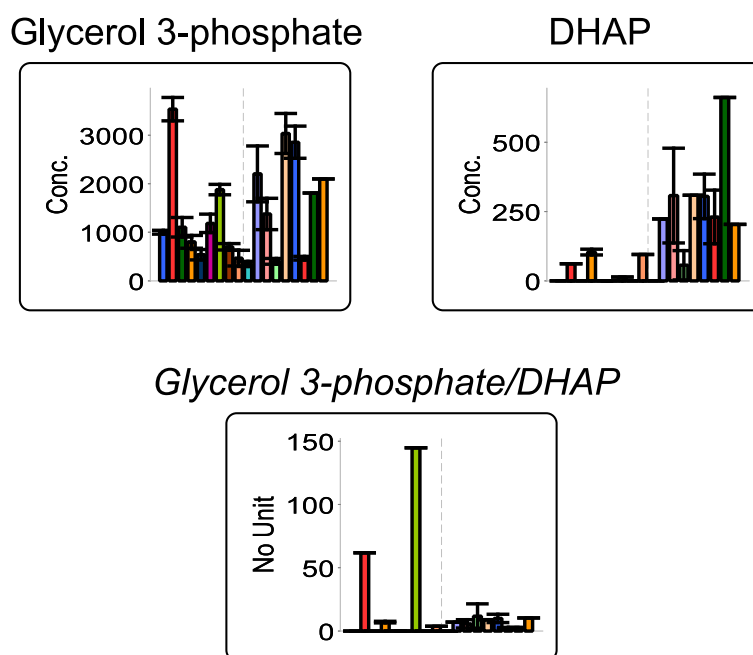 Glycerol 3-phosphate
Conc.
3000
2000
1000
0
DHAP
Conc.
500
250
0
Glycerol 3-phosphate/DHAP
No Unit
150
100
50
0